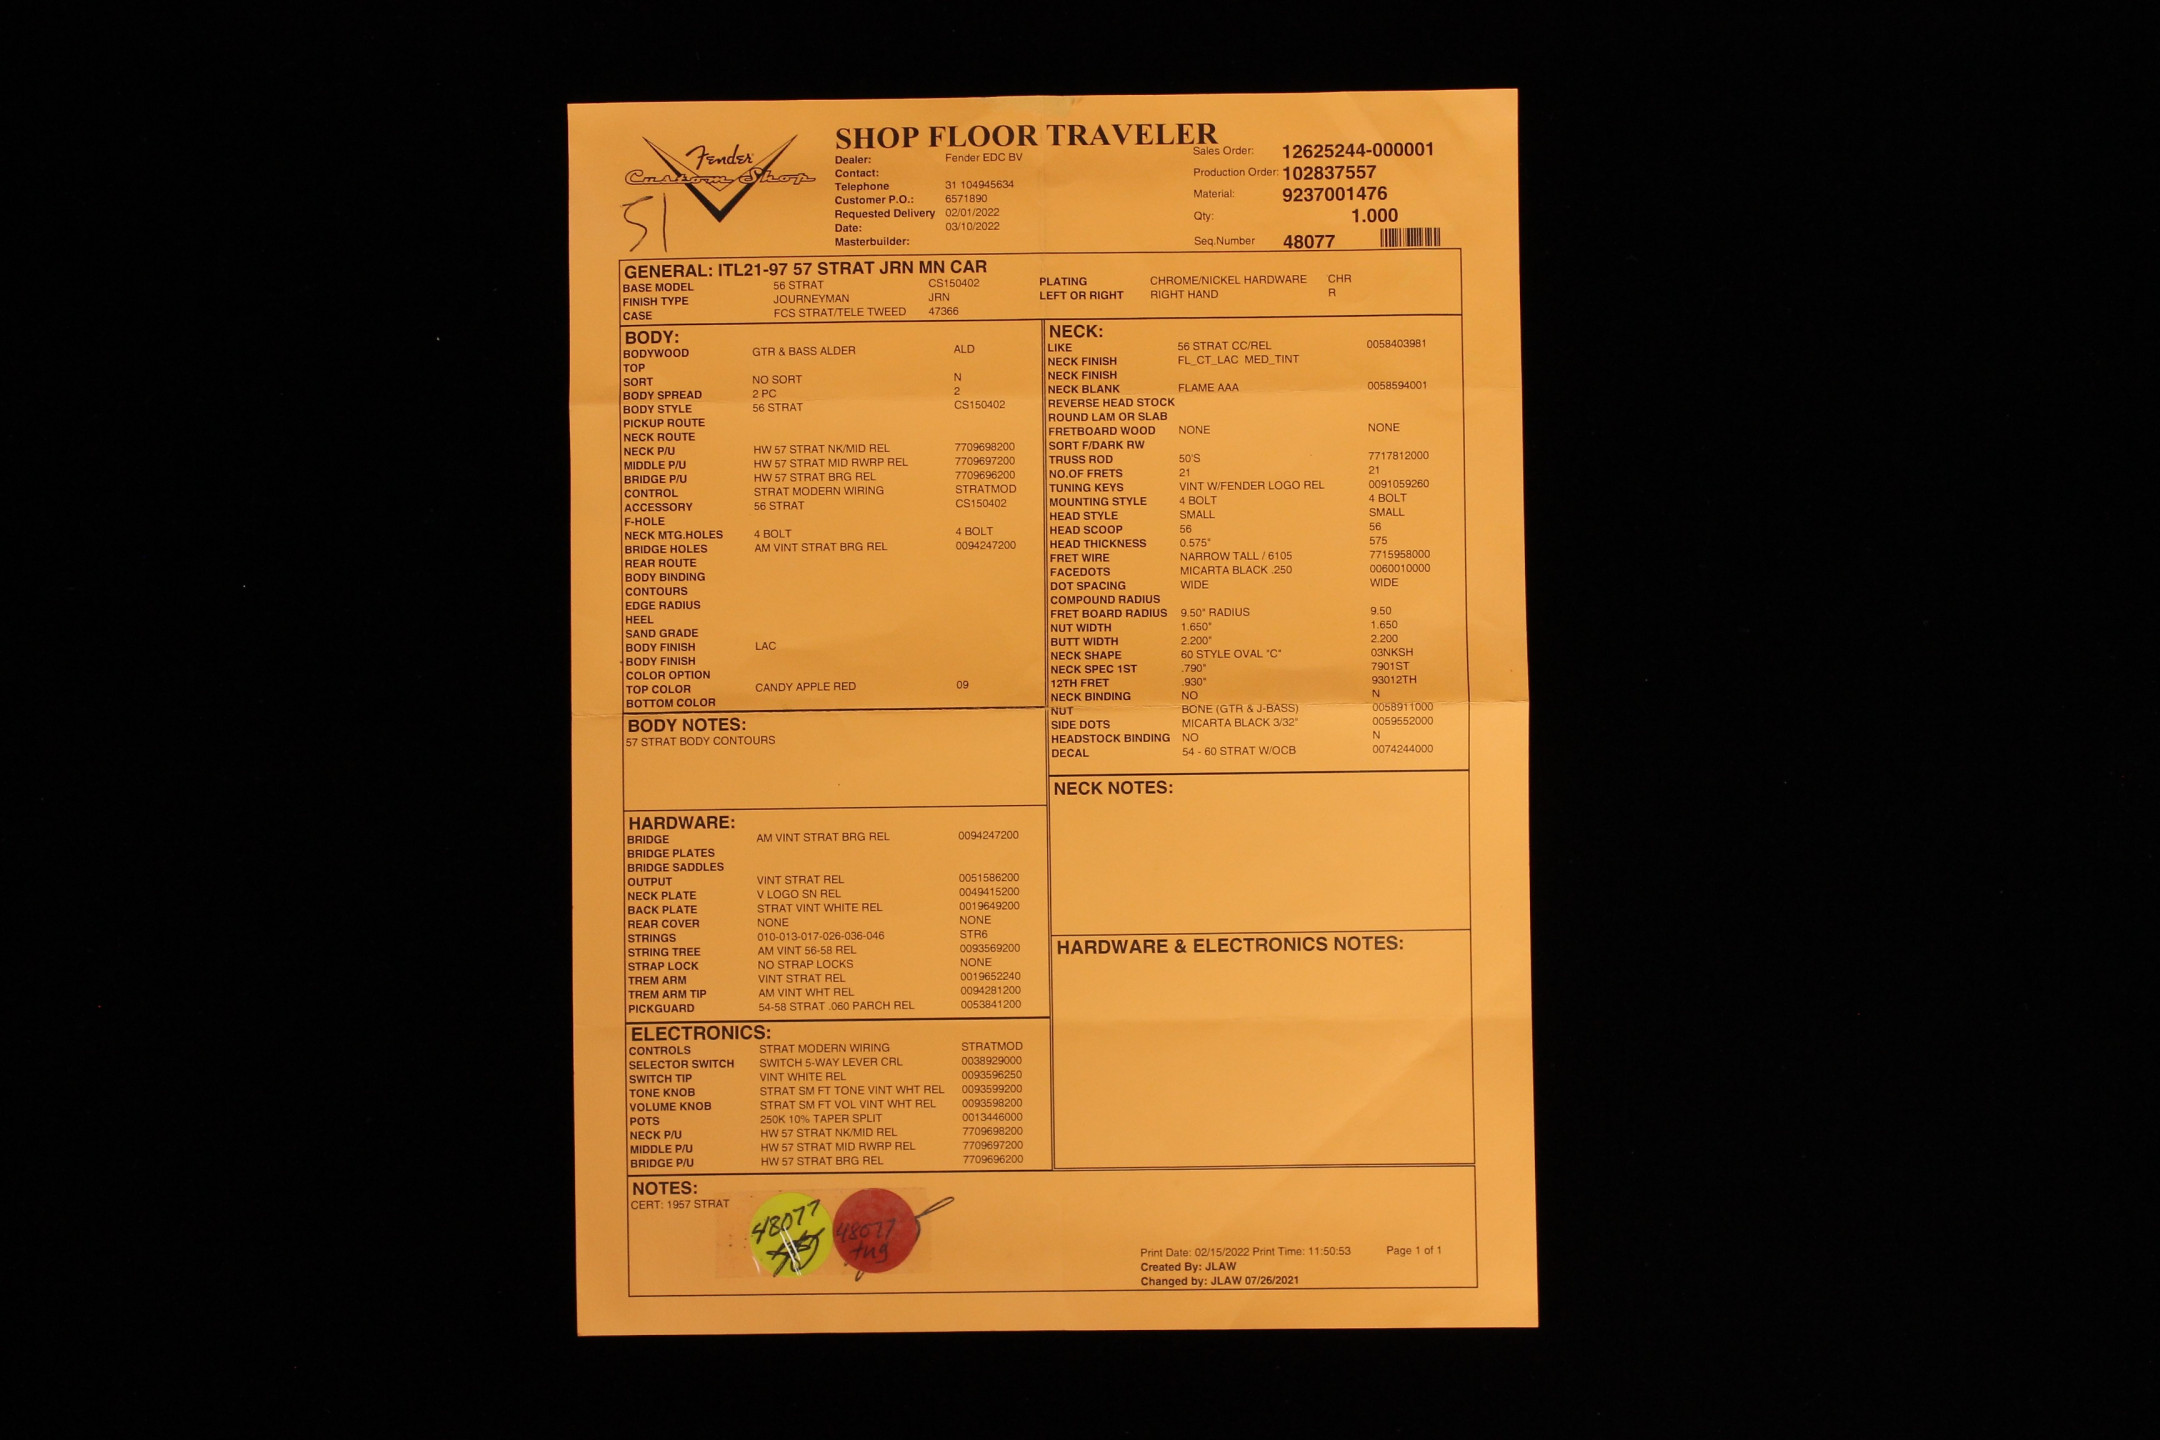 Fender
Custom Shop
51
SHOP FLOOR TRAVELER
Dealer: Fender EDC BV
Contact:
Telephone 31 104945634
Customer P.O.: 6571890
Requested Delivery 02/01/2022
Date: 03/10/2022
Masterbuilder:
Sales Order: 12625244-000001
Production Order: 102837557
Material: 9237001476
Qty: 1.000
Seq.Number 48077
GENERAL: ITL21-97 57 STRAT JRN MN CAR
BASE MODEL 56 STRAT CS150402
FINISH TYPE JOURNEYMAN JRN
CASE FCS STRAT/TELE TWEED 47366
PLATING CHROME/NICKEL HARDWARE CHR
LEFT OR RIGHT RIGHT HAND R
BODY:
BODYWOOD GTR & BASS ALDER ALD
TOP
SORT NO SORT N
BODY SPREAD 2 PC 2
BODY STYLE 56 STRAT CS150402
PICKUP ROUTE
NECK ROUTE
NECK P/U HW 57 STRAT NK/MID REL 7709698200
MIDDLE P/U HW 57 STRAT MID RWRP REL 7709697200
BRIDGE P/U HW 57 STRAT BRG REL 7709696200
CONTROL STRAT MODERN WIRING STRATMOD
ACCESSORY 56 STRAT CS150402
F-HOLE
NECK MTG.HOLES 4 BOLT 4 BOLT
BRIDGE HOLES AM VINT STRAT BRG REL 0094247200
REAR ROUTE
BODY BINDING
CONTOURS
EDGE RADIUS
HEEL
SAND GRADE
BODY FINISH LAC
BODY FINISH
COLOR OPTION
TOP COLOR CANDY APPLE RED 09
BOTTOM COLOR
BODY NOTES:
57 STRAT BODY CONTOURS
HARDWARE:
BRIDGE AM VINT STRAT BRG REL 0094247200
BRIDGE PLATES
BRIDGE SADDLES
OUTPUT VINT STRAT REL 0051586200
NECK PLATE V LOGO SN REL 0049415200
BACK PLATE STRAT VINT WHITE REL 0019649200
REAR COVER NONE NONE
STRINGS 010-013-017-026-036-046 STR6
STRING TREE AM VINT 56-58 REL 0093569200
STRAP LOCK NO STRAP LOCKS NONE
TREM ARM VINT STRAT REL 0019652240
TREM ARM TIP AM VINT WHT REL 0094281200
PICKGUARD 54-58 STRAT .060 PARCH REL 0053841200
ELECTRONICS:
CONTROLS STRAT MODERN WIRING STRATMOD
SELECTOR SWITCH SWITCH 5-WAY LEVER CRL 0038929000
SWITCH TIP VINT WHITE REL 0093596250
TONE KNOB STRAT SM FT TONE VINT WHT REL 0093599200
VOLUME KNOB STRAT SM FT VOL VINT WHT REL 0093598200
POTS 250K 10% TAPER SPLIT 0013446000
NECK P/U HW 57 STRAT NK/MID REL 7709698200
MIDDLE P/U HW 57 STRAT MID RWRP REL 7709697200
BRIDGE P/U HW 57 STRAT BRG REL 7709696200
NECK:
LIKE 56 STRAT CC/REL 0058403981
NECK FINISH FL_CT_LAC MED_TINT
NECK FINISH
NECK BLANK FLAME AAA 0058594001
REVERSE HEAD STOCK
ROUND LAM OR SLAB
FRETBOARD WOOD NONE NONE
SORT F/DARK RW
TRUSS ROD 50'S 7717812000
NO.OF FRETS 21 21
TUNING KEYS VINT W/FENDER LOGO REL 0091059260
MOUNTING STYLE 4 BOLT 4 BOLT
HEAD STYLE SMALL SMALL
HEAD SCOOP 56 56
HEAD THICKNESS 0.575" 575
FRET WIRE NARROW TALL / 6105 7715958000
FACEDOTS MICARTA BLACK .250 0060010000
DOT SPACING WIDE WIDE
COMPOUND RADIUS
FRET BOARD RADIUS 9.50" RADIUS 9.50
NUT WIDTH 1.650" 1.650
BUTT WIDTH 2.200" 2.200
NECK SHAPE 60 STYLE OVAL "C" 03NKSH
NECK SPEC 1ST .790" 7901ST
12TH FRET .930" 93012TH
NECK BINDING NO N
NUT BONE (GTR & J-BASS) 0058911000
SIDE DOTS MICARTA BLACK 3/32" 0059552000
HEADSTOCK BINDING NO N
DECAL 54 - 60 STRAT W/OCB 0074244000
NECK NOTES:
HARDWARE & ELECTRONICS NOTES:
NOTES:
CERT: 1957 STRAT
48077
48077
Print Date: 02/15/2022 Print Time: 11:50:53 Page 1 of 1
Created By: JLAW
Changed by: JLAW 07/26/2021